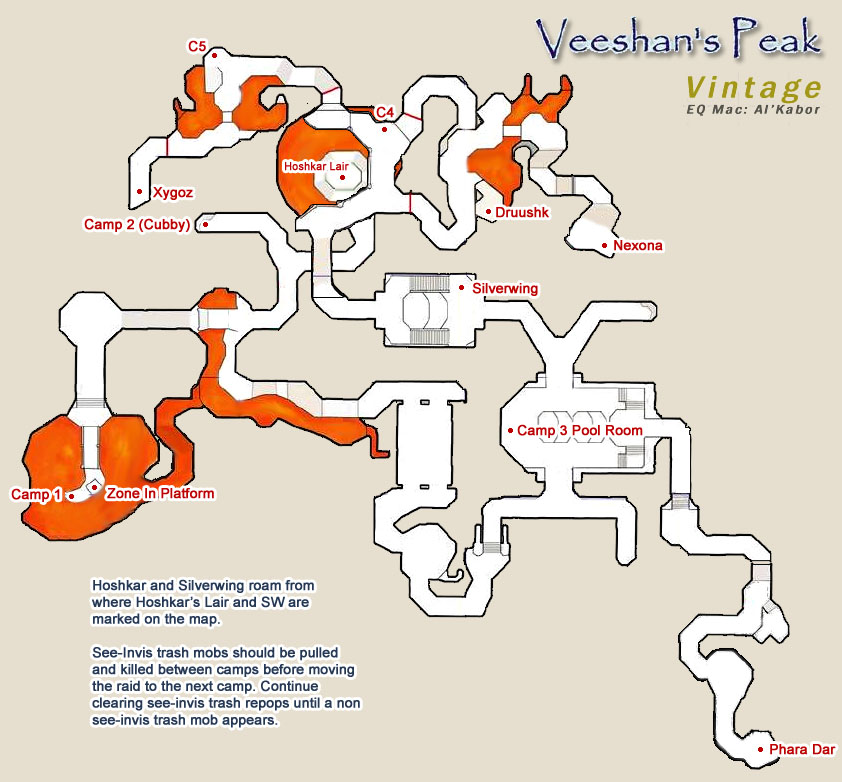 Veeshan's Peak
Vintage
EQ Mac: Al'Kabor
C5
C4
Hoshkar Lair
Xygoz
Camp 2 (Cubby)
Druushk
Nexona
Silverwing
Camp 3 Pool Room
Camp 1
Zone In Platform
Hoshkar and Silverwing roam from
where Hoshkar's Lair and SW are
marked on the map.
See-Invis trash mobs should be pulled
and killed between camps before moving
the raid to the next camp. Continue
clearing see-invis trash repops until a non
see-invis trash mob appears.
Phara Dar